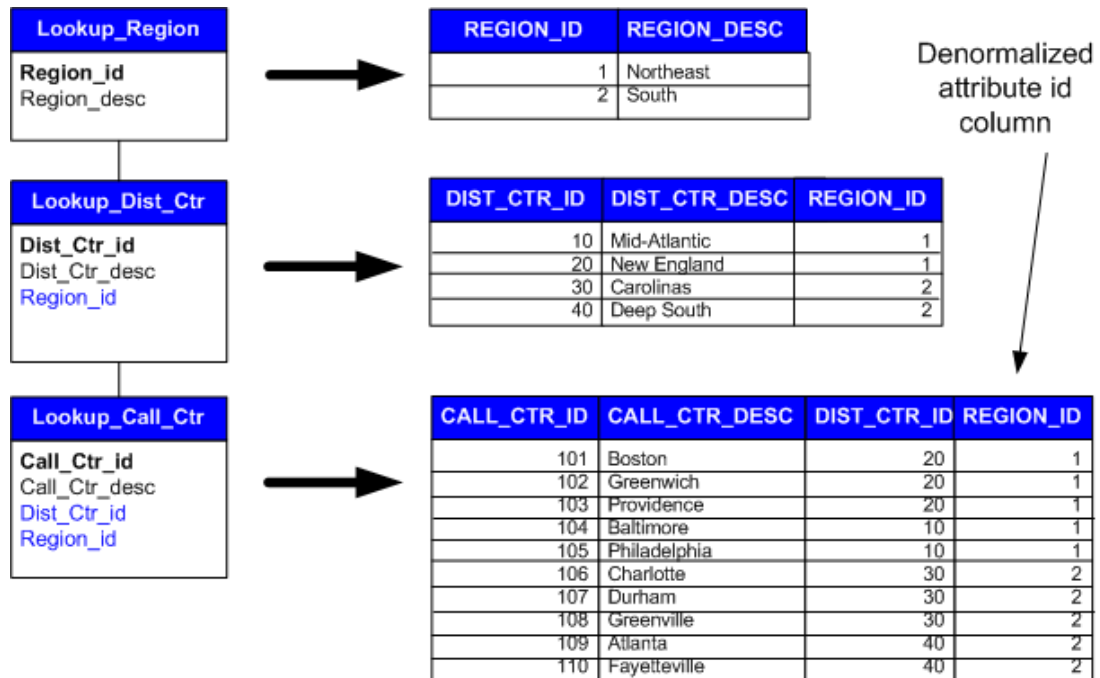 Lookup_Region
Region_id
Region_desc
REGION_ID REGION_DESC
1 Northeast
2 South
Denormalized
attribute id
column
Lookup_Dist_Ctr
Dist_Ctr_id
Dist_Ctr_desc
Region_id
DIST_CTR_ID DIST_CTR_DESC REGION_ID
10 Mid-Atlantic 1
20 New England 1
30 Carolinas 2
40 Deep South 2
Lookup_Call_Ctr
Call_Ctr_id
Call_Ctr_desc
Dist_Ctr_id
Region_id
CALL_CTR_ID CALL_CTR_DESC DIST_CTR_ID REGION_ID
101 Boston 20 1
102 Greenwich 20 1
103 Providence 20 1
104 Baltimore 10 1
105 Philadelphia 10 1
106 Charlotte 30 2
107 Durham 30 2
108 Greenville 30 2
109 Atlanta 40 2
110 Fayetteville 40 2